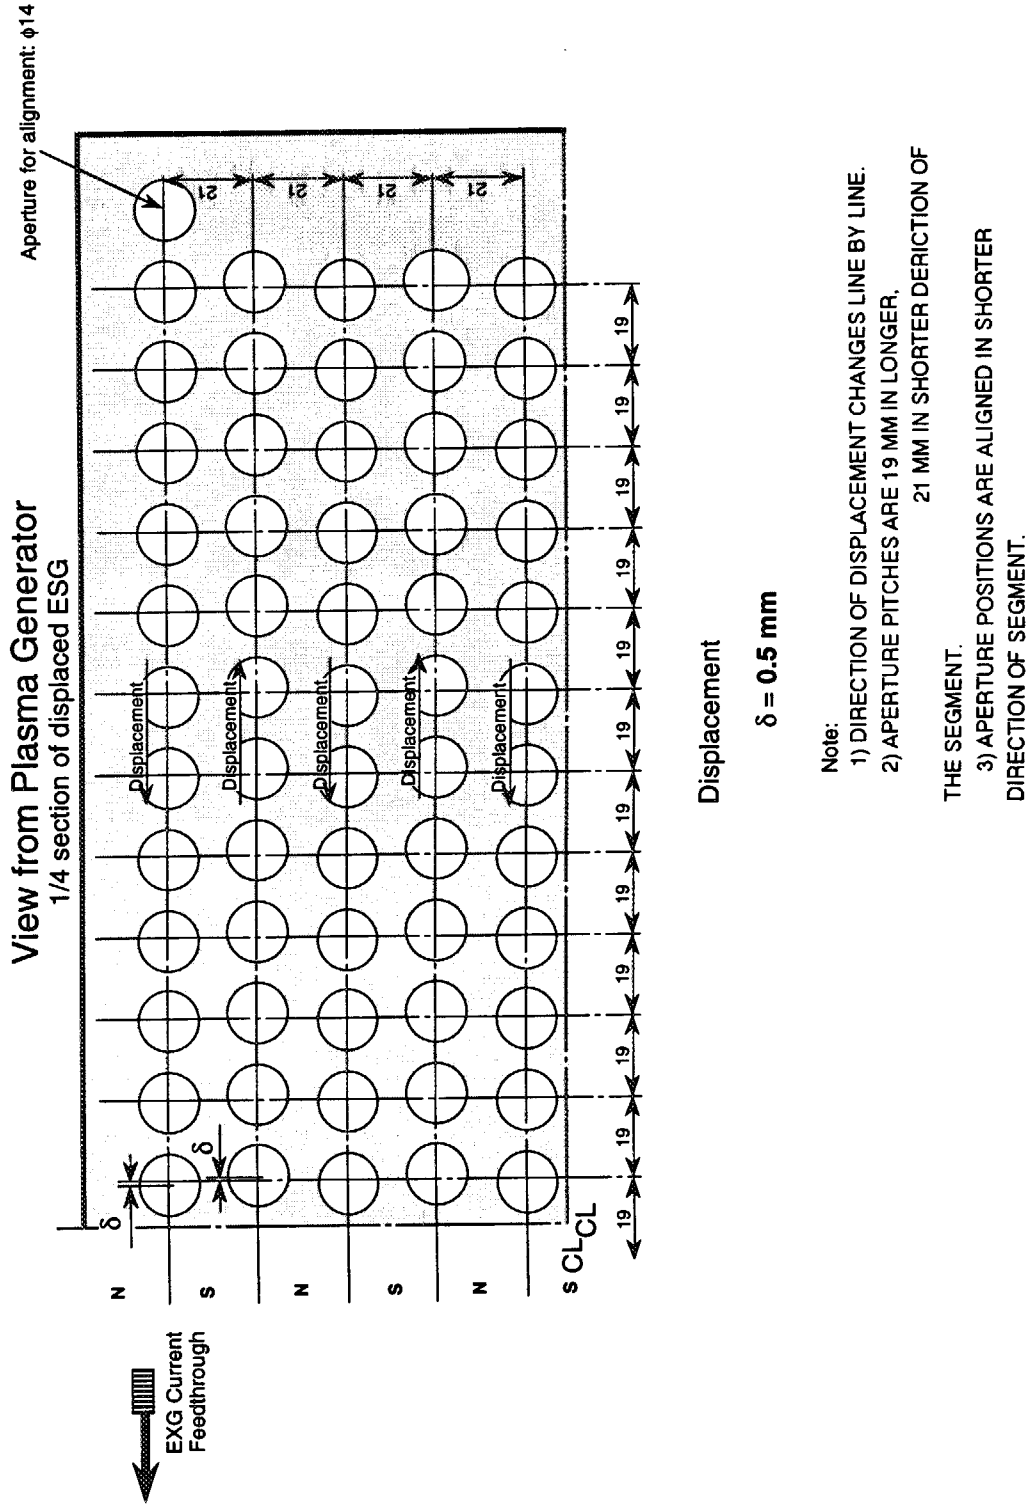 View from Plasma Generator
1/4 section of displaced ESG
Aperture for alignment: φ14
EXG Current
Feedthrough
N
S
N
S
N
S
δ
δ
Displacement
Displacement
Displacement
Displacement
Displacement
21
21
21
21
CL
CL
19 19 19 19 19 19 19 19 19 19 19 19
Displacement
δ = 0.5 mm
Note:
1) DIRECTION OF DISPLACEMENT CHANGES LINE BY LINE.
2) APERTURE PITCHES ARE 19 MM IN LONGER,
21 MM IN SHORTER DERICTION OF
THE SEGMENT.
3) APERTURE POSITIONS ARE ALIGNED IN SHORTER
DIRECTION OF SEGMENT.